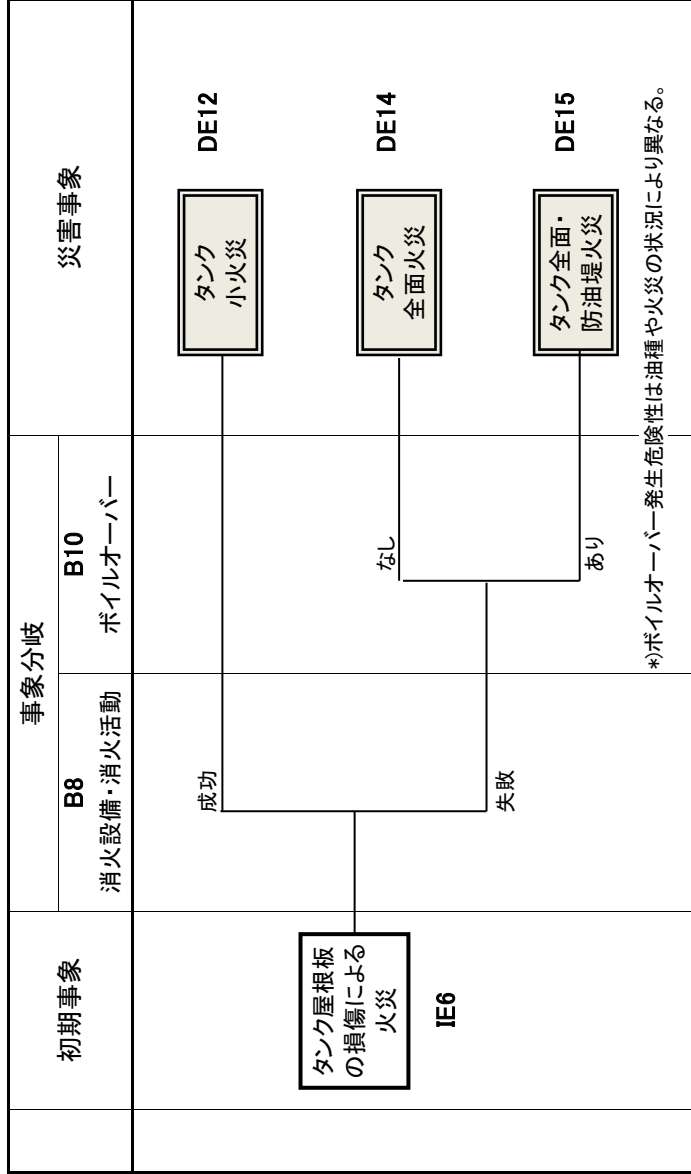 初期事象
事象分岐
災害事象
B8
消火設備・消火活動
B10
ボイルオーバー
タンク屋根板
の損傷による
火災
IE6
成功
失敗
なし
あり
タンク
小火災
DE12
タンク
全面火災
DE14
タンク全面・
防油堤火災
DE15
*)ボイルオーバー発生危険性は油種や火災の状況により異なる。